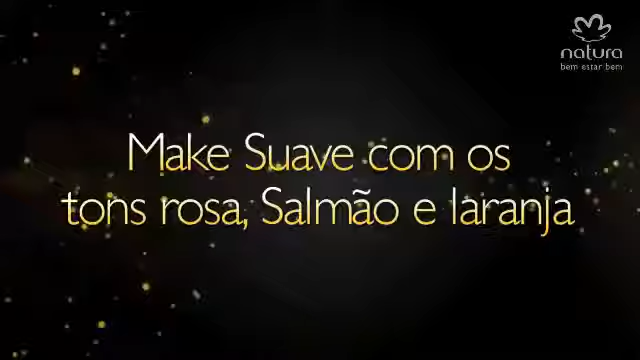 natura
bem estar bem
Make Suave com os
tons rosa, Salmão e laranja